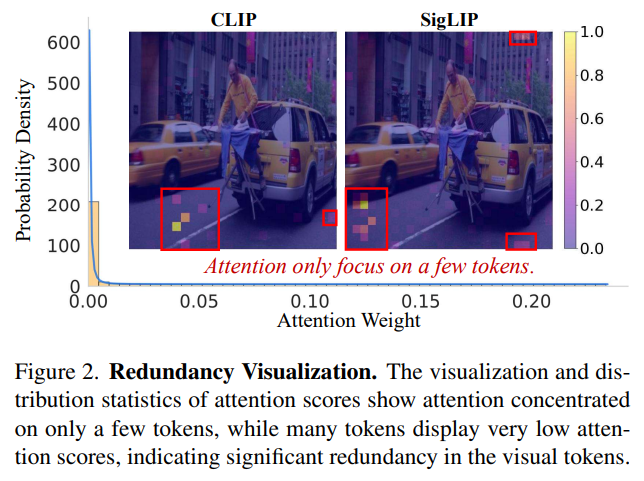 CLIP SigLIP
600
500
400
300
200
100
0
Probability Density
1.0
0.8
0.6
0.4
0.2
0.0
Attention only focus on a few tokens.
0.00 0.05 0.10 0.15 0.20
Attention Weight
Figure 2. Redundancy Visualization. The visualization and dis-
tribution statistics of attention scores show attention concentrated
on only a few tokens, while many tokens display very low atten-
tion scores, indicating significant redundancy in the visual tokens.